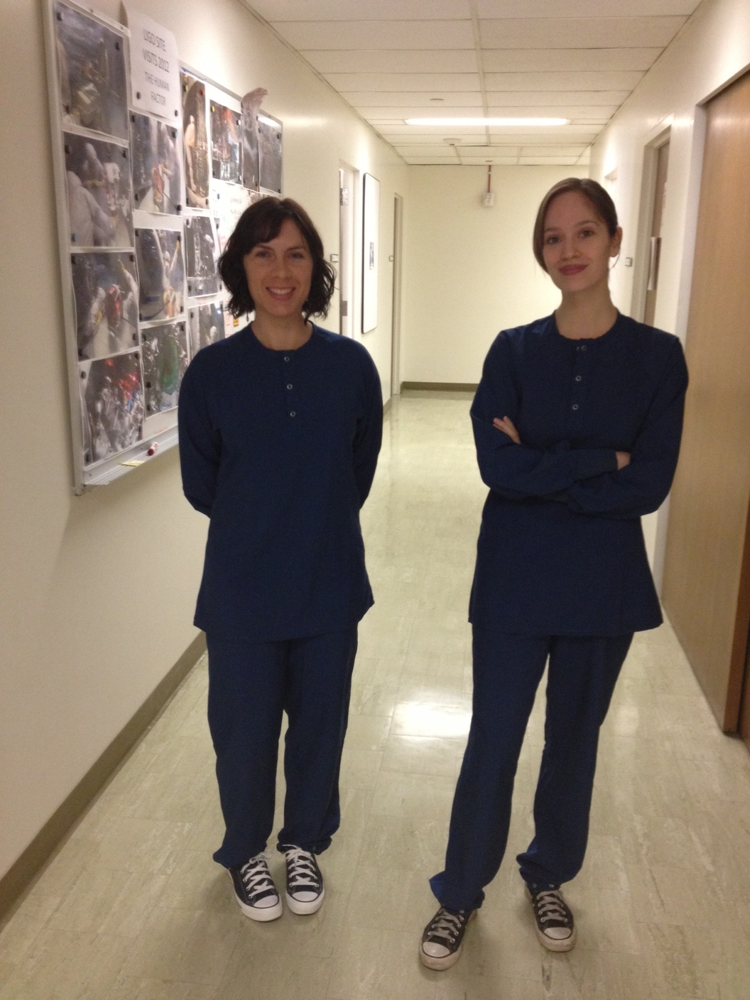 LIGO SITE
VISITS 2012
THE HUMAN
FACTOR